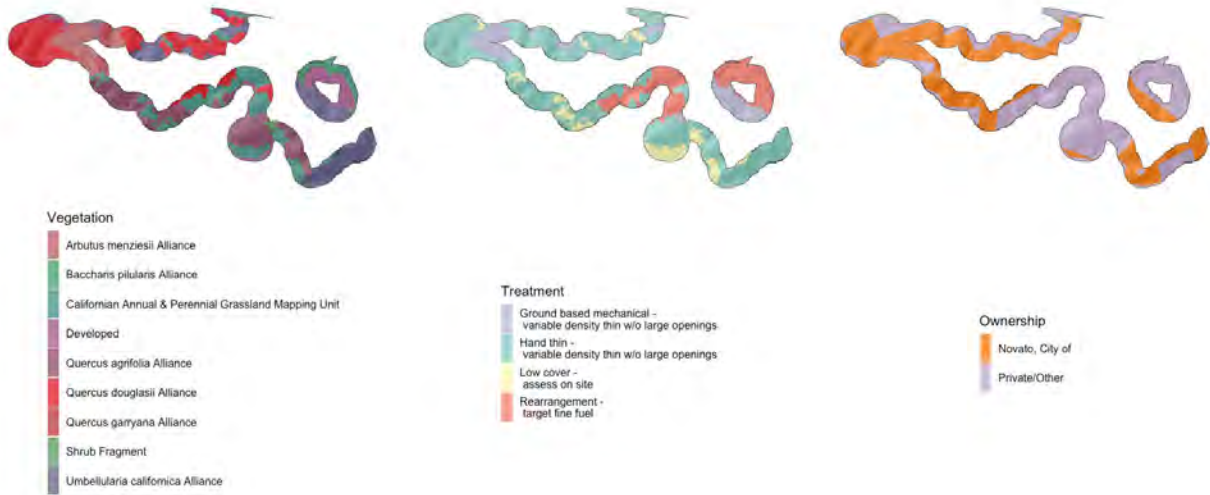 Vegetation
Arbutus menziesii Alliance
Baccharis pilularis Alliance
Californian Annual & Perennial Grassland Mapping Unit
Developed
Quercus agrifolia Alliance
Quercus douglasii Alliance
Quercus garryana Alliance
Shrub Fragment
Umbellularia californica Alliance
Treatment
Ground based mechanical -
variable density thin w/o large openings
Hand thin -
variable density thin w/o large openings
Low cover -
assess on site
Rearrangement -
target fine fuel
Ownership
Novato, City of
Private/Other